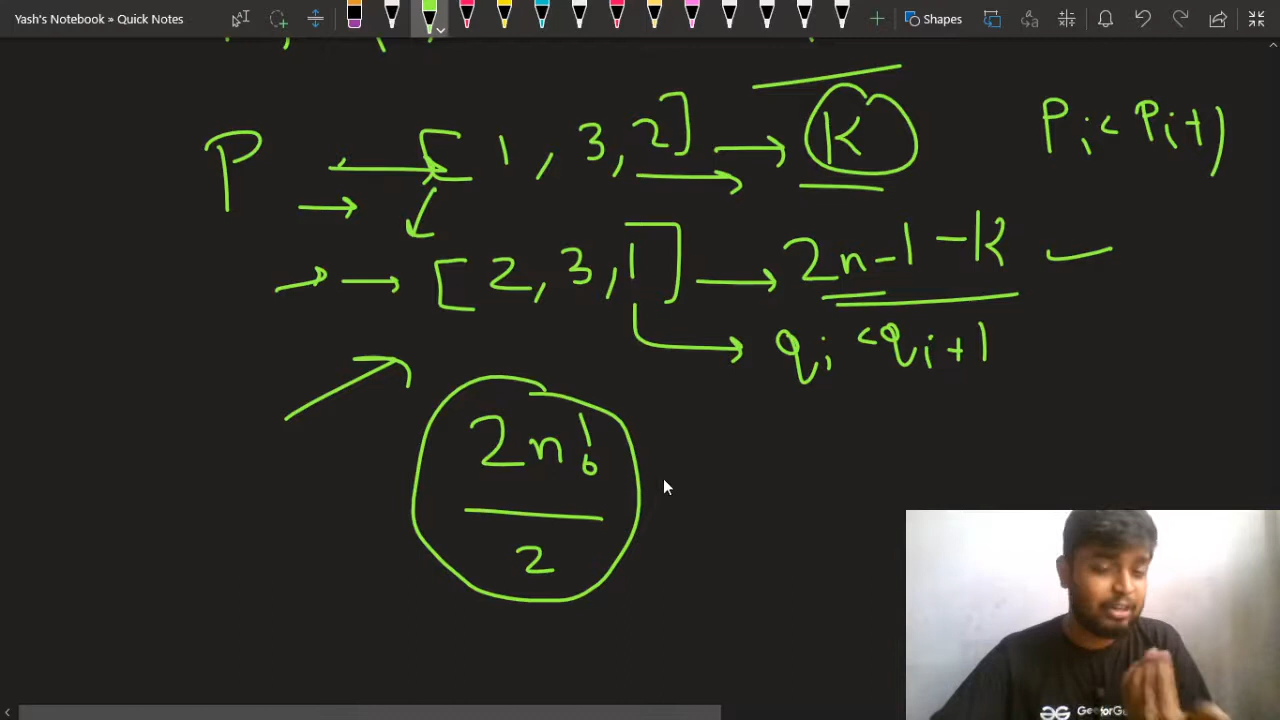 Yash's Notebook » Quick Notes
Shapes
P → [1, 3, 2] → K
Pi < Pi+1
[2, 3, 1] → 2n-1-K
qi < qi+1
2n!
2